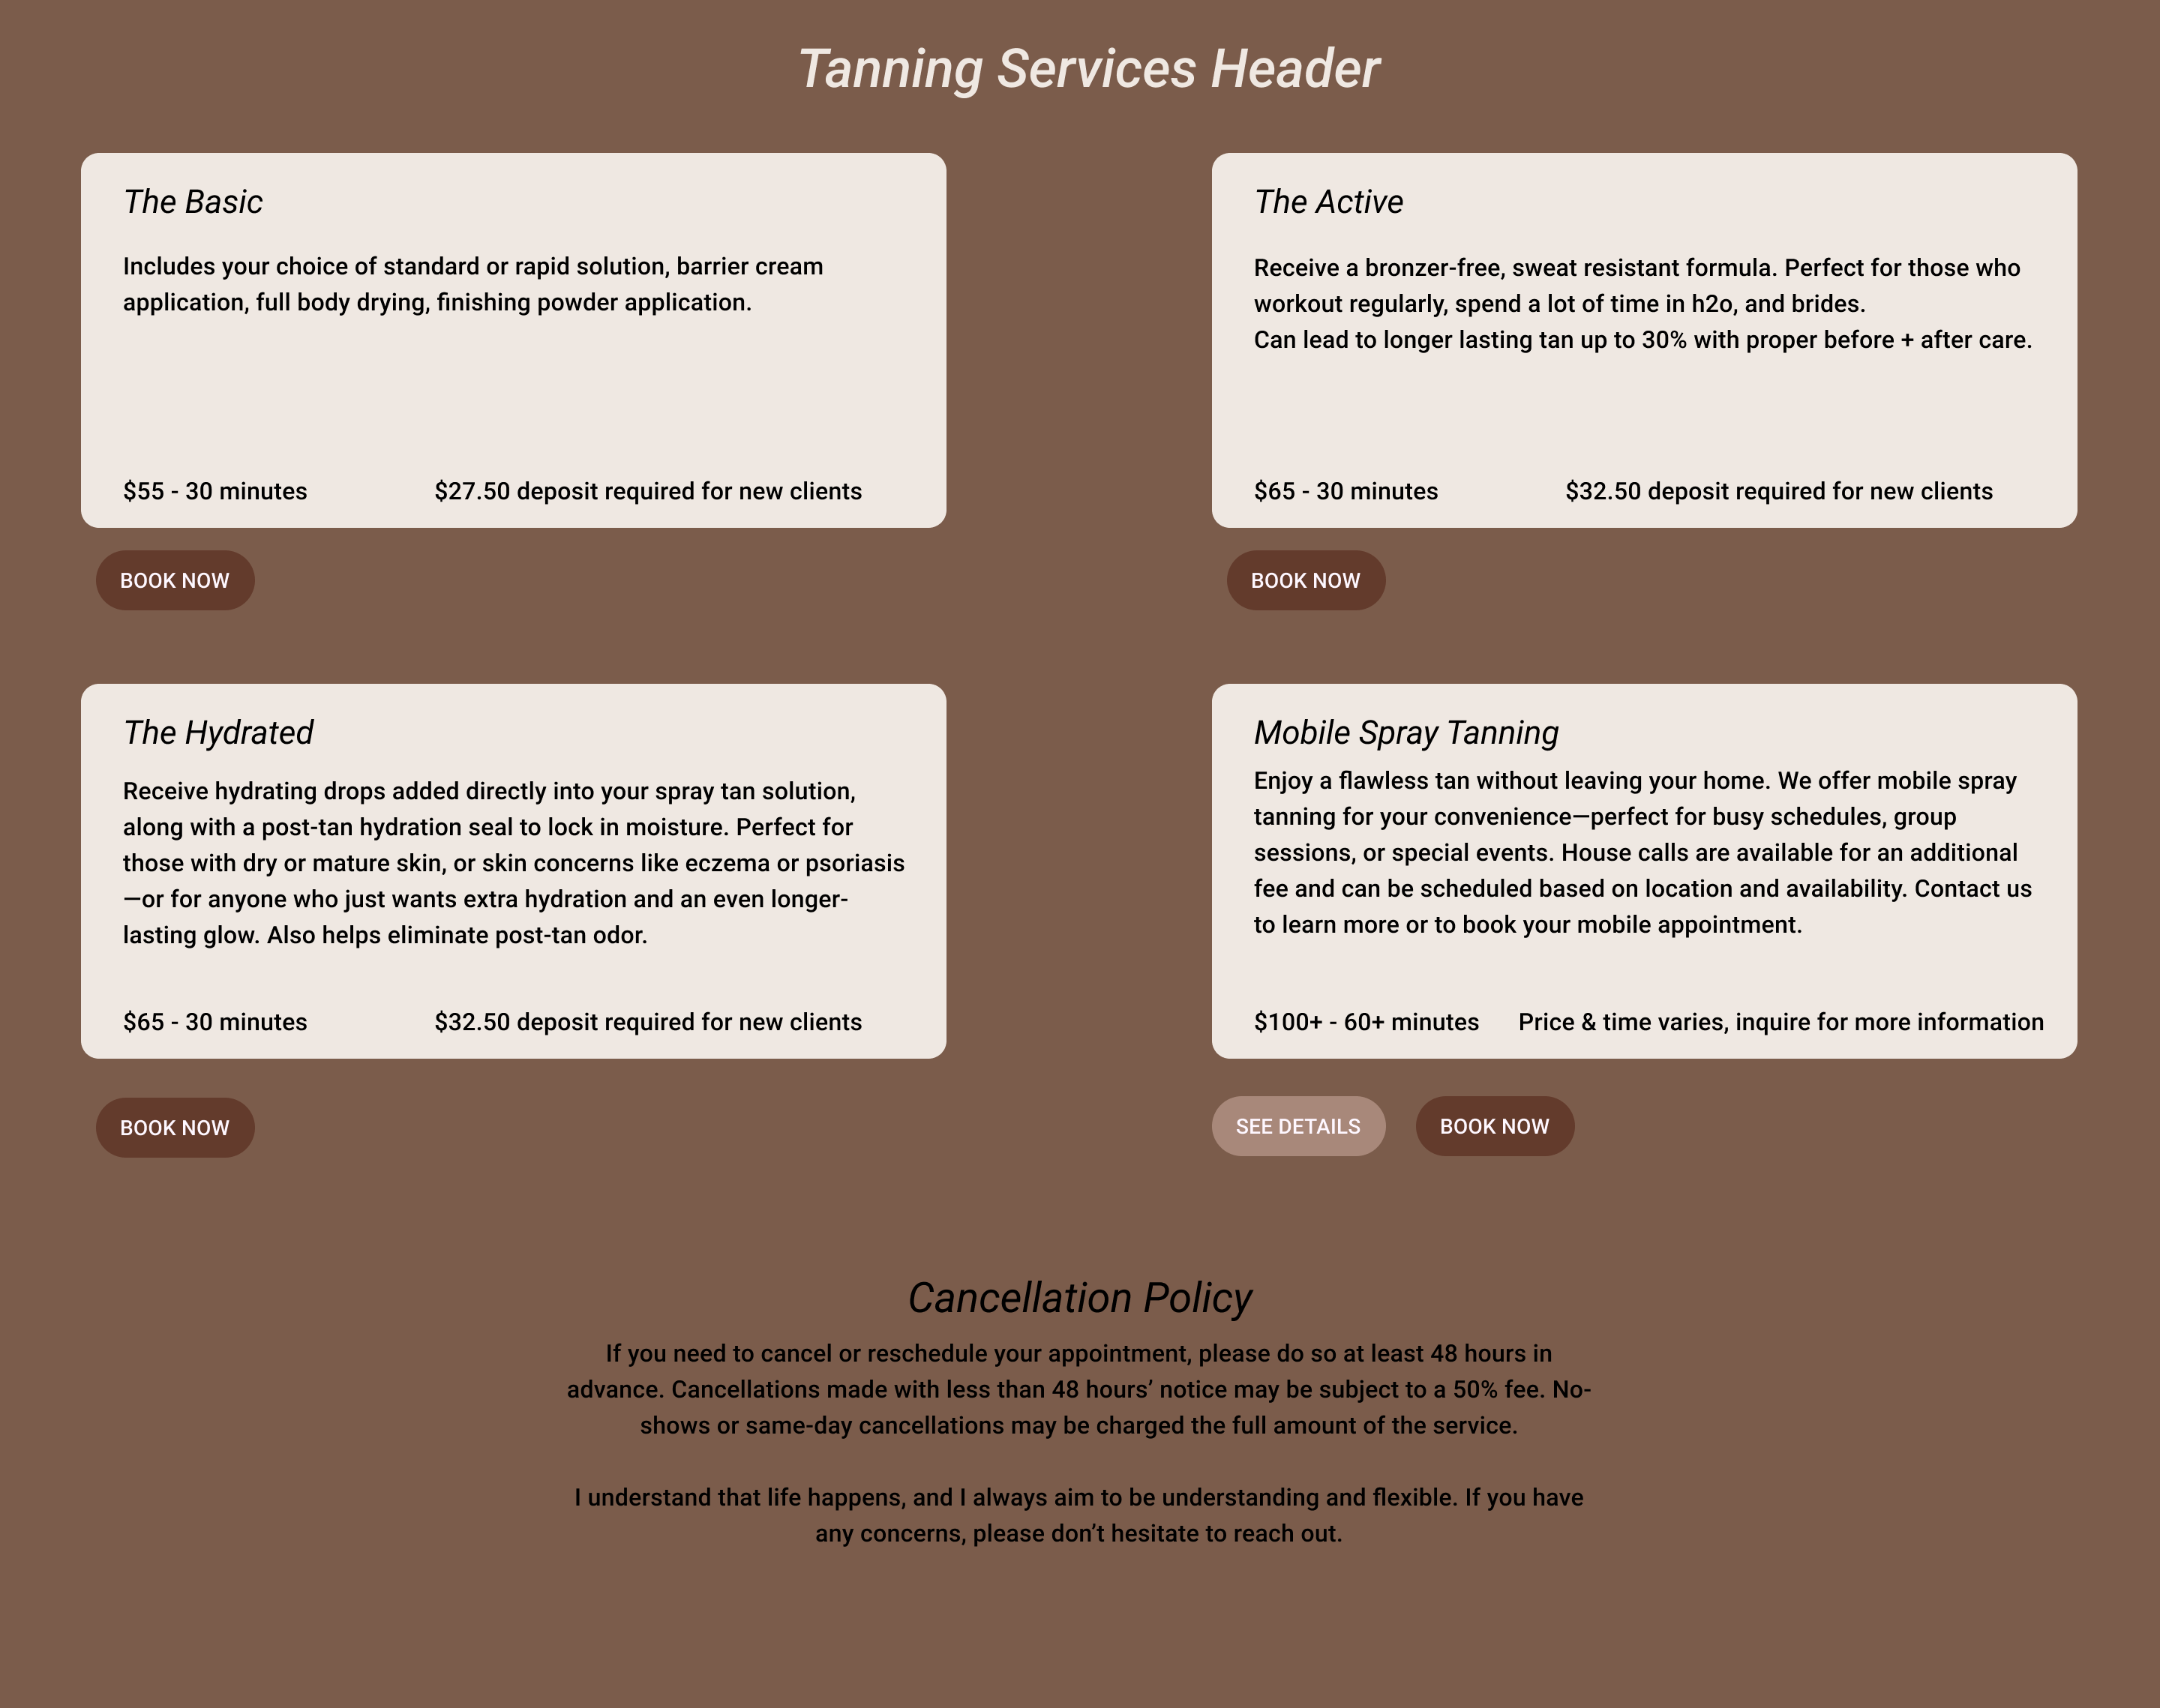 Tanning Services Header
The Basic
Includes your choice of standard or rapid solution, barrier cream
application, full body drying, finishing powder application.
$55 - 30 minutes
$27.50 deposit required for new clients
BOOK NOW
The Active
Receive a bronzer-free, sweat resistant formula. Perfect for those who
workout regularly, spend a lot of time in h2o, and brides.
Can lead to longer lasting tan up to 30% with proper before + after care.
$65 - 30 minutes
$32.50 deposit required for new clients
BOOK NOW
The Hydrated
Receive hydrating drops added directly into your spray tan solution,
along with a post-tan hydration seal to lock in moisture. Perfect for
those with dry or mature skin, or skin concerns like eczema or psoriasis
—or for anyone who just wants extra hydration and an even longer-
lasting glow. Also helps eliminate post-tan odor.
$65 - 30 minutes
$32.50 deposit required for new clients
BOOK NOW
Mobile Spray Tanning
Enjoy a flawless tan without leaving your home. We offer mobile spray
tanning for your convenience—perfect for busy schedules, group
sessions, or special events. House calls are available for an additional
fee and can be scheduled based on location and availability. Contact us
to learn more or to book your mobile appointment.
$100+ - 60+ minutes
Price & time varies, inquire for more information
SEE DETAILS
BOOK NOW
Cancellation Policy
If you need to cancel or reschedule your appointment, please do so at least 48 hours in
advance. Cancellations made with less than 48 hours’ notice may be subject to a 50% fee. No-
shows or same-day cancellations may be charged the full amount of the service.
I understand that life happens, and I always aim to be understanding and flexible. If you have
any concerns, please don’t hesitate to reach out.